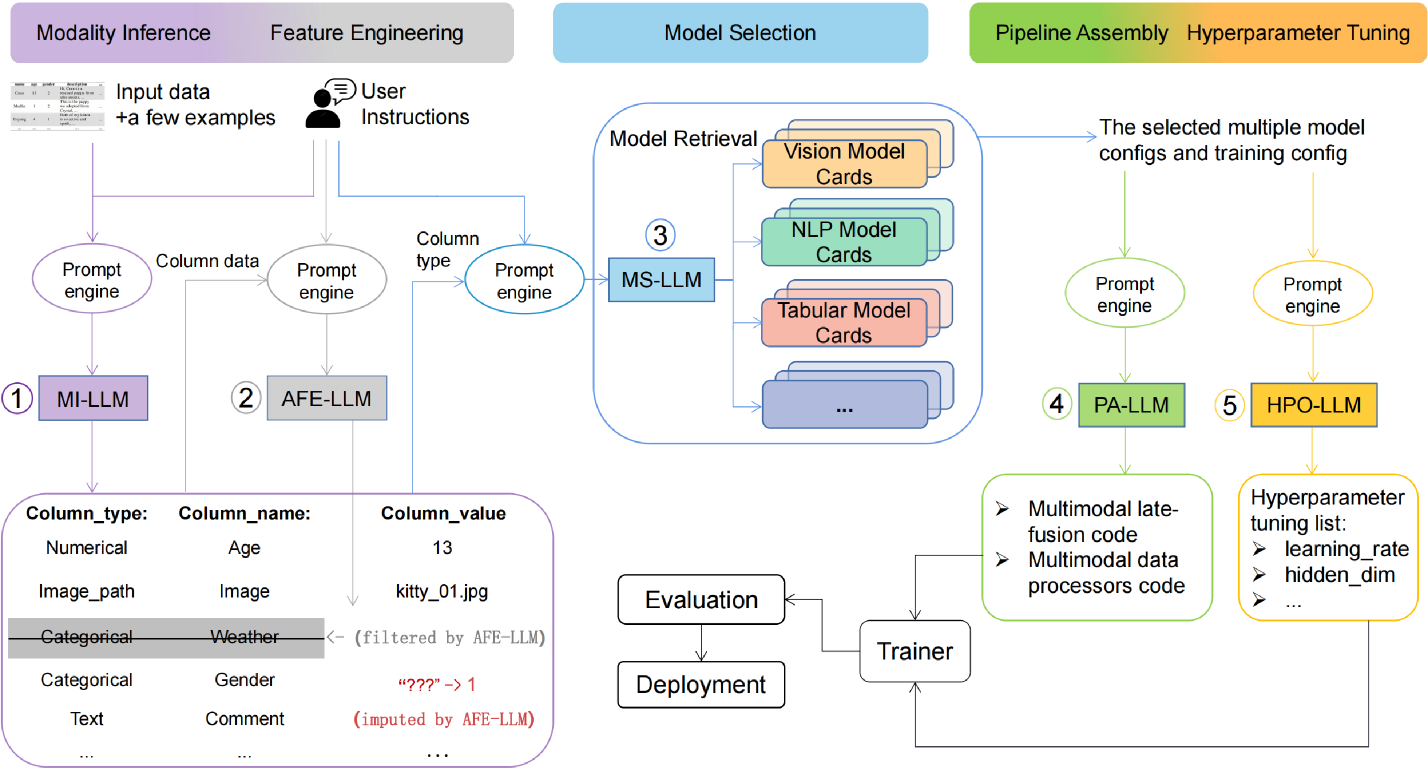 Modality Inference
Feature Engineering
Model Selection
Pipeline Assembly
Hyperparameter Tuning
name age gender description ...
Input data
+a few examples
User
Instructions
Model Retrieval
Vision Model
Cards
NLP Model
Cards
Tabular Model
Cards
...
The selected multiple model
configs and training config
Column data
Column
type
Prompt
engine
Prompt
engine
Prompt
engine
Prompt
engine
Prompt
engine
1
MI-LLM
2
AFE-LLM
3
MS-LLM
4
PA-LLM
5
HPO-LLM
Column_type: Column_name: Column_value
Numerical Age 13
Image_path Image kitty_01.jpg
Categorical Weather <- (filtered by AFE-LLM)
Categorical Gender “???” -> 1
Text Comment (imputed by AFE-LLM)
... ... ...
➢ Multimodal late-
fusion code
➢ Multimodal data
processors code
Hyperparameter
tuning list:
➢ learning_rate
➢ hidden_dim
➢ ...
Evaluation
Deployment
Trainer